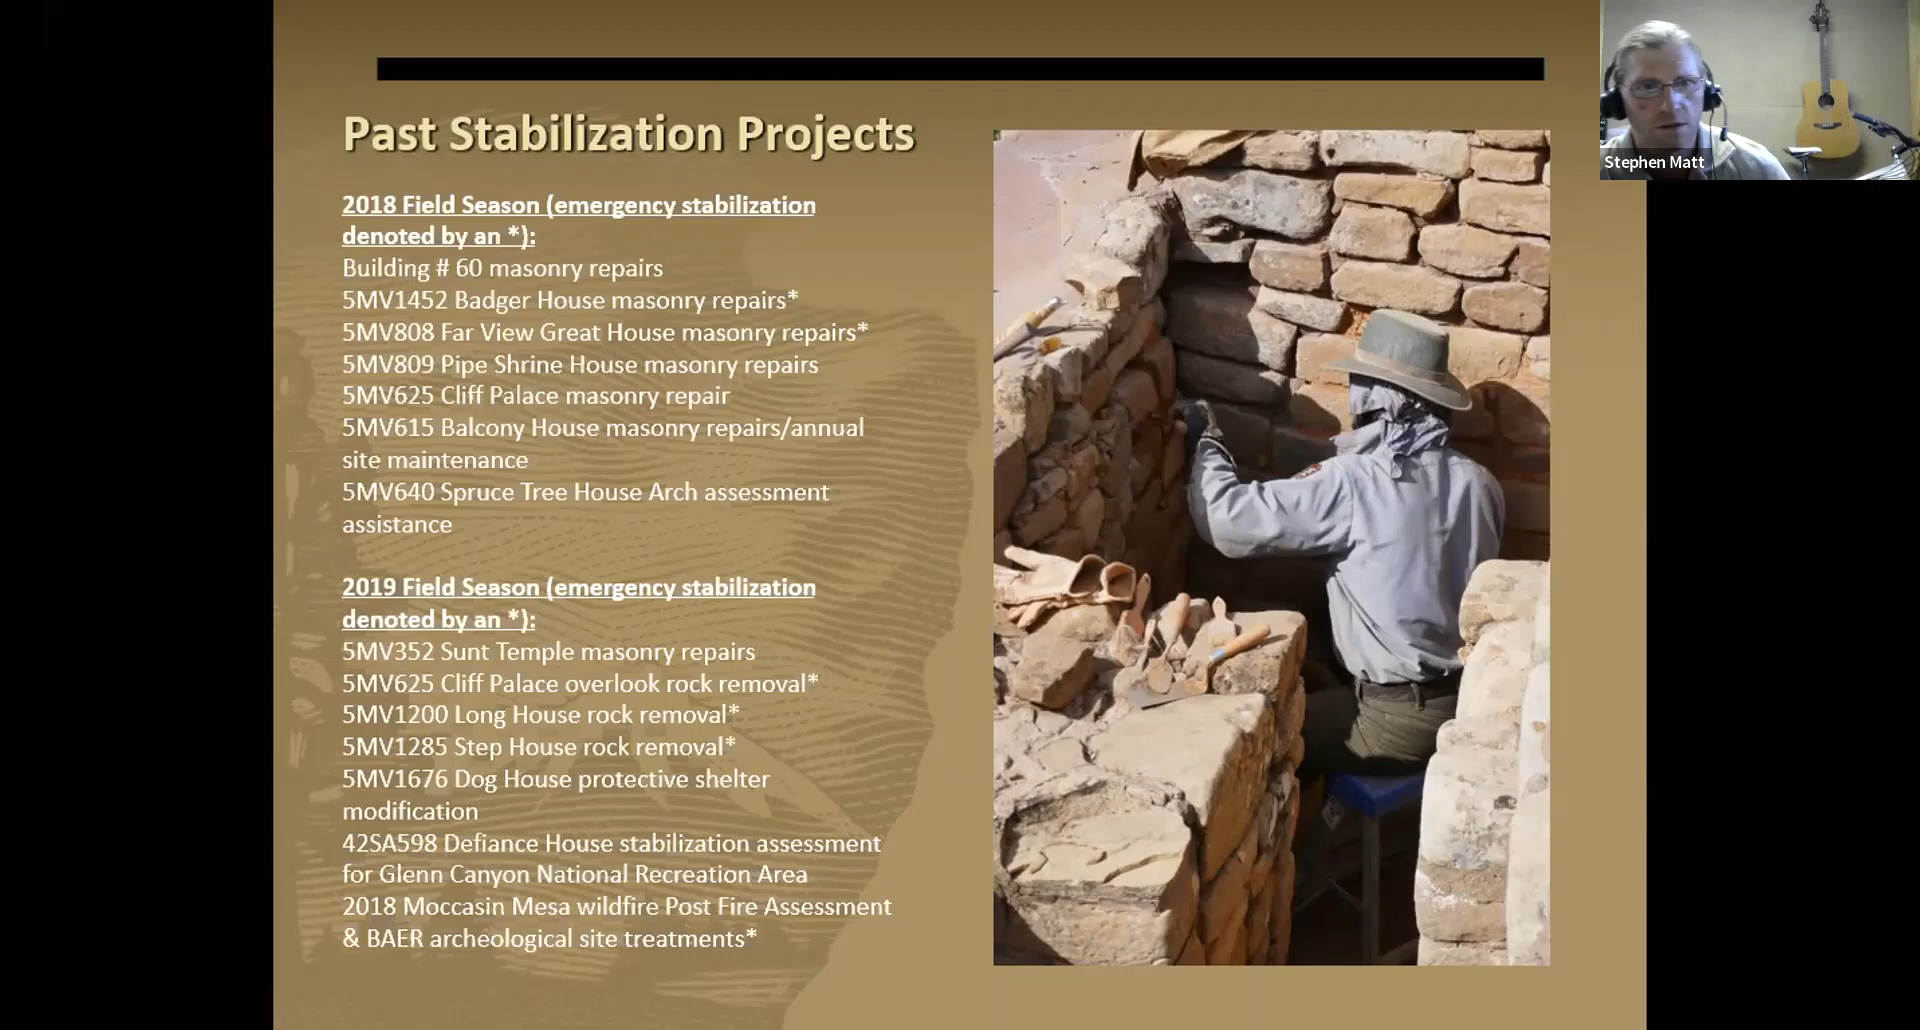 Past Stabilization Projects
2018 Field Season (emergency stabilization
denoted by an *):
Building # 60 masonry repairs
5MV1452 Badger House masonry repairs*
5MV808 Far View Great House masonry repairs*
5MV809 Pipe Shrine House masonry repairs
5MV625 Cliff Palace masonry repair
5MV615 Balcony House masonry repairs/annual
site maintenance
5MV640 Spruce Tree House Arch assessment
assistance
2019 Field Season (emergency stabilization
denoted by an *):
5MV352 Sunt Temple masonry repairs
5MV625 Cliff Palace overlook rock removal*
5MV1200 Long House rock removal*
5MV1285 Step House rock removal*
5MV1676 Dog House protective shelter
modification
42SA598 Defiance House stabilization assessment
for Glenn Canyon National Recreation Area
2018 Moccasin Mesa wildfire Post Fire Assessment
& BAER archeological site treatments*
Stephen Matt